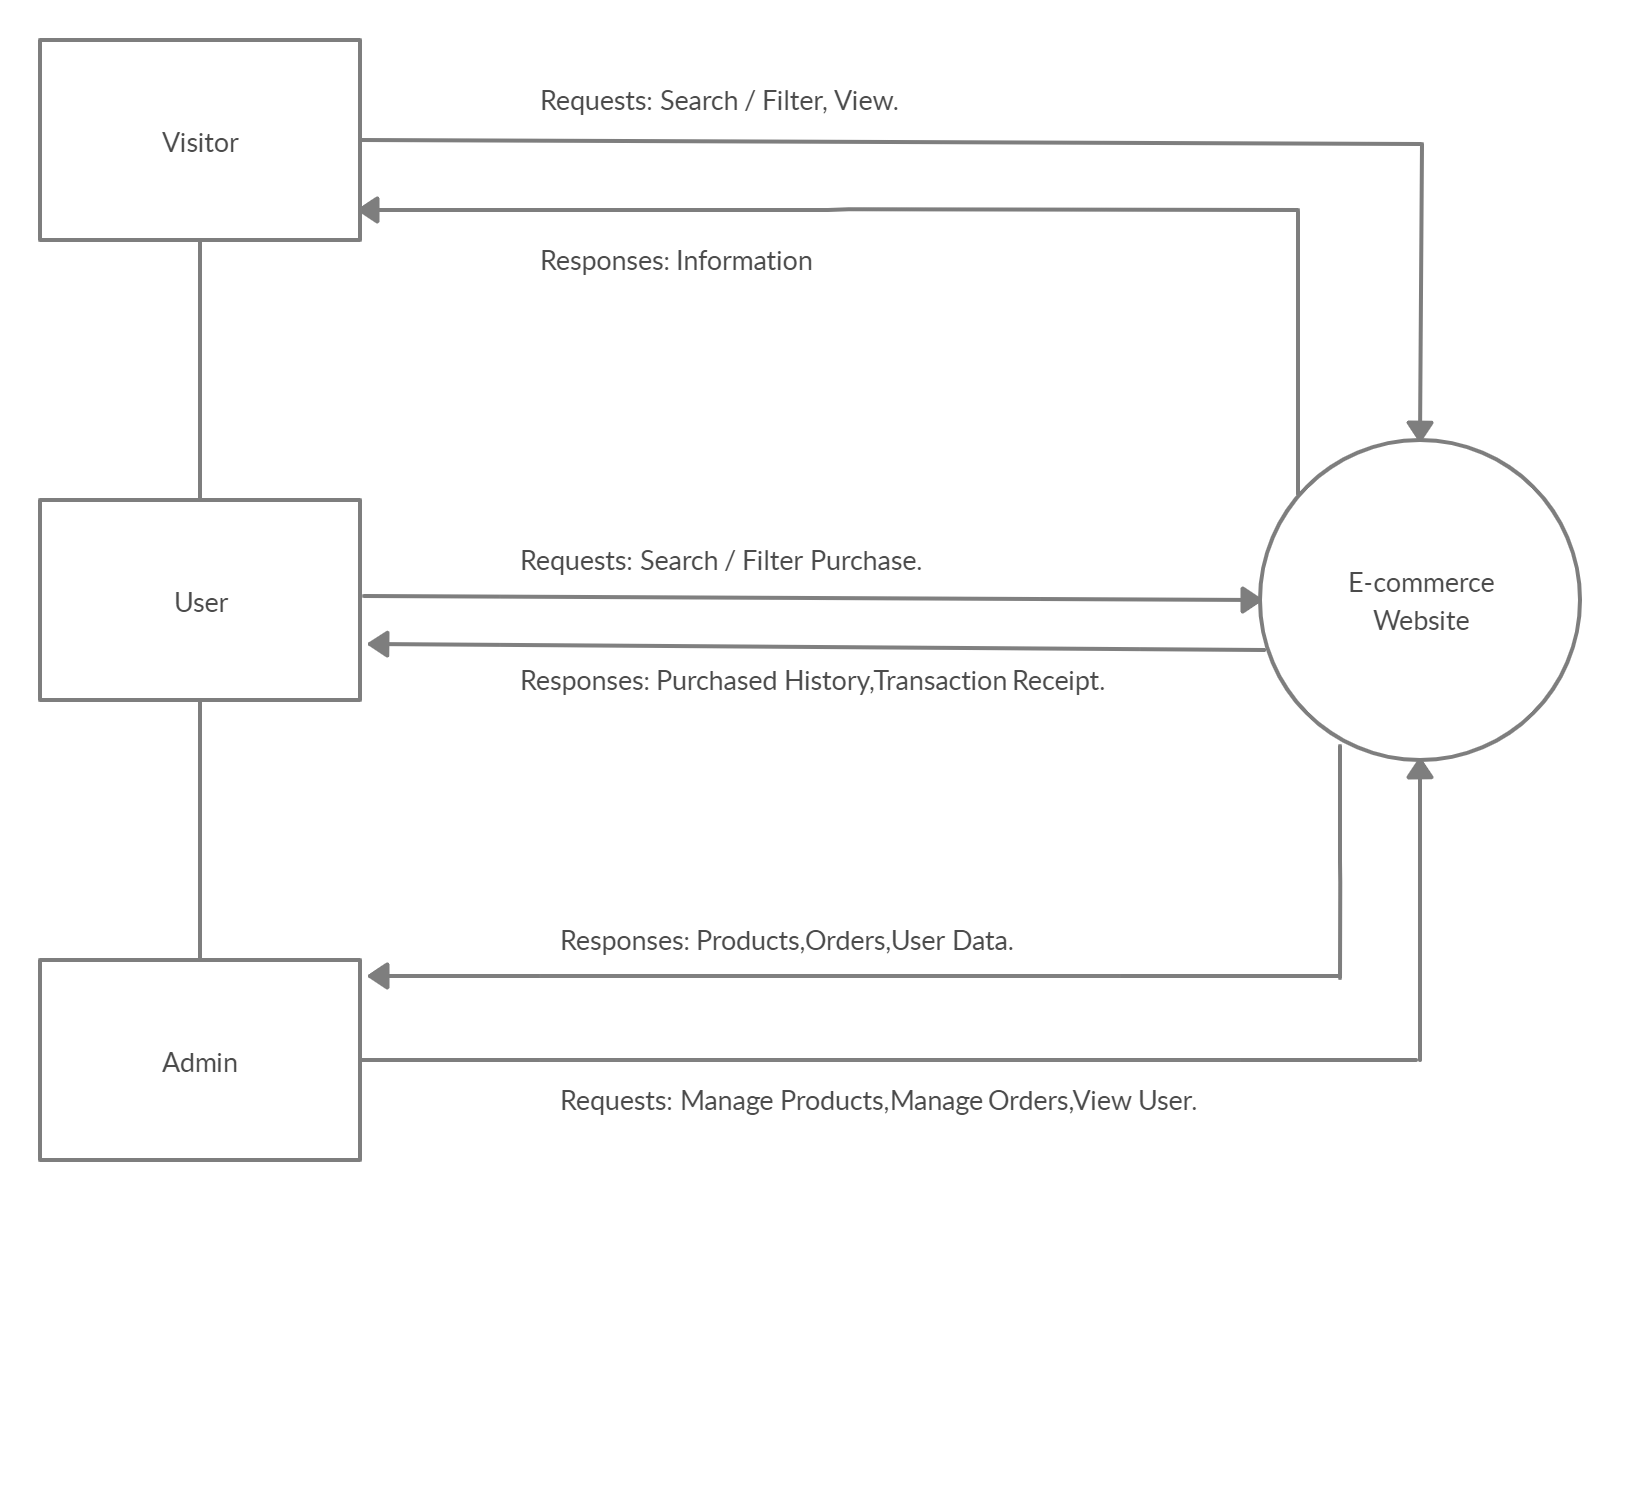 Requests: Search / Filter, View.
Visitor
Responses: Information
Requests: Search / Filter Purchase.
User
E-commerce
Website
Responses: Purchased History,Transaction Receipt.
Responses: Products,Orders,User Data.
Admin
Requests: Manage Products,Manage Orders,View User.